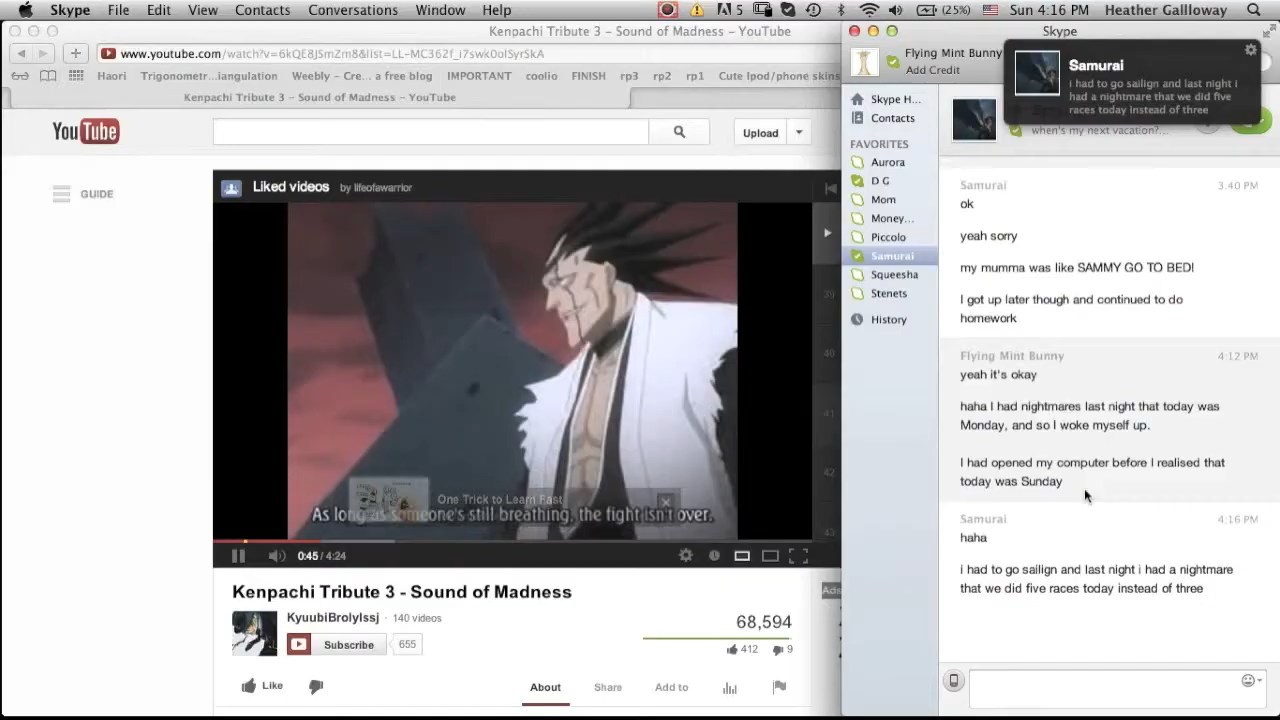 Skype File Edit View Contacts Conversations Window Help
5 (25%) Sun 4:16 PM Heather Gallloway
Kenpachi Tribute 3 – Sound of Madness – YouTube
Skype
www.youtube.com/watch?v=6kQE8JSmZm8&list=LL-MC362f_i7swk0olSyrSkA
Haori Trigonometr...iangulation Weebly - Cre... a free blog IMPORTANT coolio FINISH rp3 rp2 rp1 Cute Ipod/phone skins
Kenpachi Tribute 3 – Sound of Madness – YouTube
YouTube
Upload
GUIDE
Liked videos by lifeofawarrior
39
40
41
42
43
One Trick to Learn Fast
As long as someone's still breathing, the fight isn't over.
0:45 / 4:24
Kenpachi Tribute 3 - Sound of Madness
KyuubiBrolyIssj · 140 videos
Subscribe 655
68,594
412 9
Like
About Share Add to
Ads
Flying Mint Bunny
Add Credit
Samurai
i had to go sailign and last night i
had a nightmare that we did five
races today instead of three
when's my next vacation?...
Skype H...
Contacts
FAVORITES
Aurora
D G
Mom
Money...
Piccolo
Samurai
Squeesha
Stenets
History
Samurai 3:40 PM
ok
yeah sorry
my mumma was like SAMMY GO TO BED!
I got up later though and continued to do
homework
Flying Mint Bunny 4:12 PM
yeah it's okay
haha I had nightmares last night that today was
Monday, and so I woke myself up.
I had opened my computer before I realised that
today was Sunday
Samurai 4:16 PM
haha
i had to go sailign and last night i had a nightmare
that we did five races today instead of three